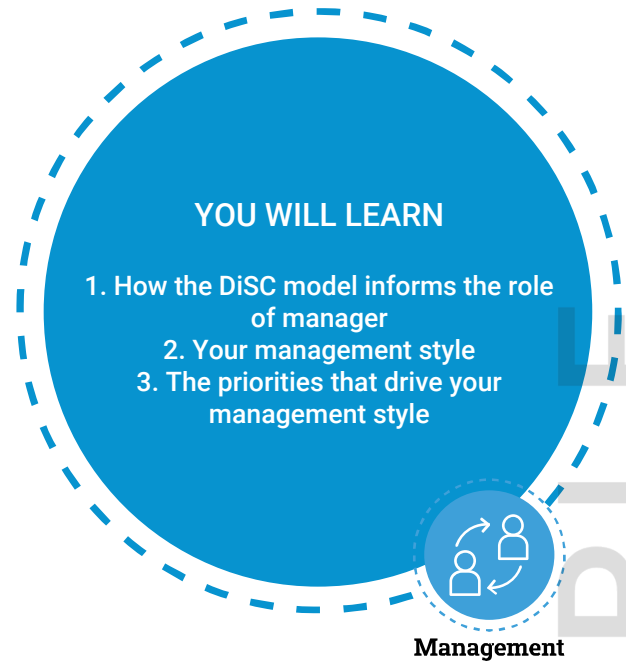 YOU WILL LEARN
1. How the DiSC model informs the role
of manager
2. Your management style
3. The priorities that drive your
management style
Management